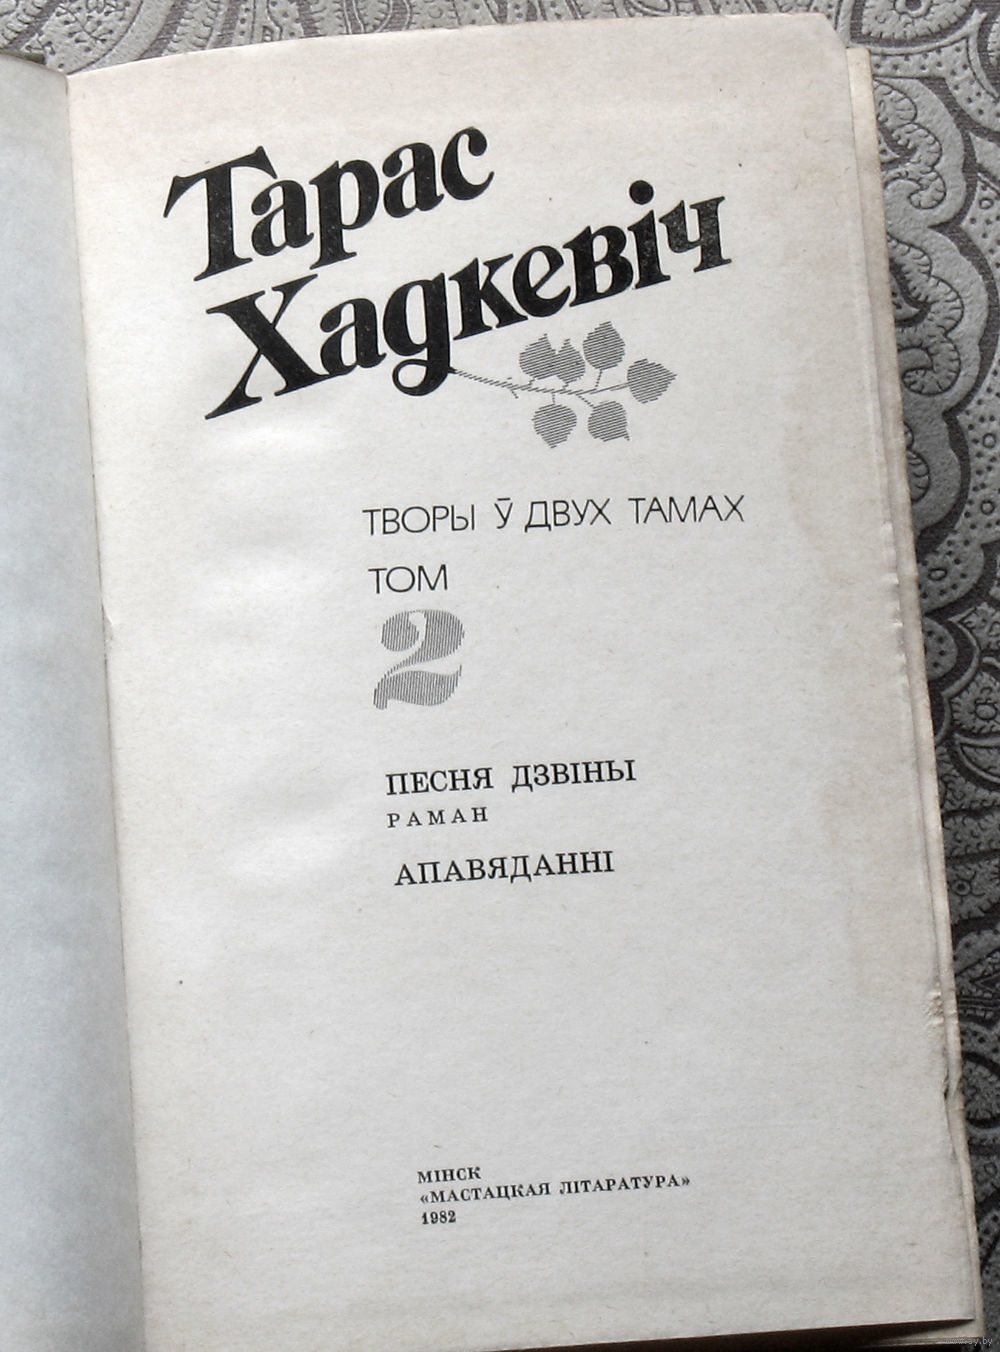 Тарас
Хадкевіч
ТВОРЫ Ў ДВУХ ТАМАХ
ТОМ
2
ПЕСНЯ ДЗВІНЫ
РАМАН
АПАВЯДАННІ
МІНСК
«МАСТАЦКАЯ ЛІТАРАТУРА»
1982